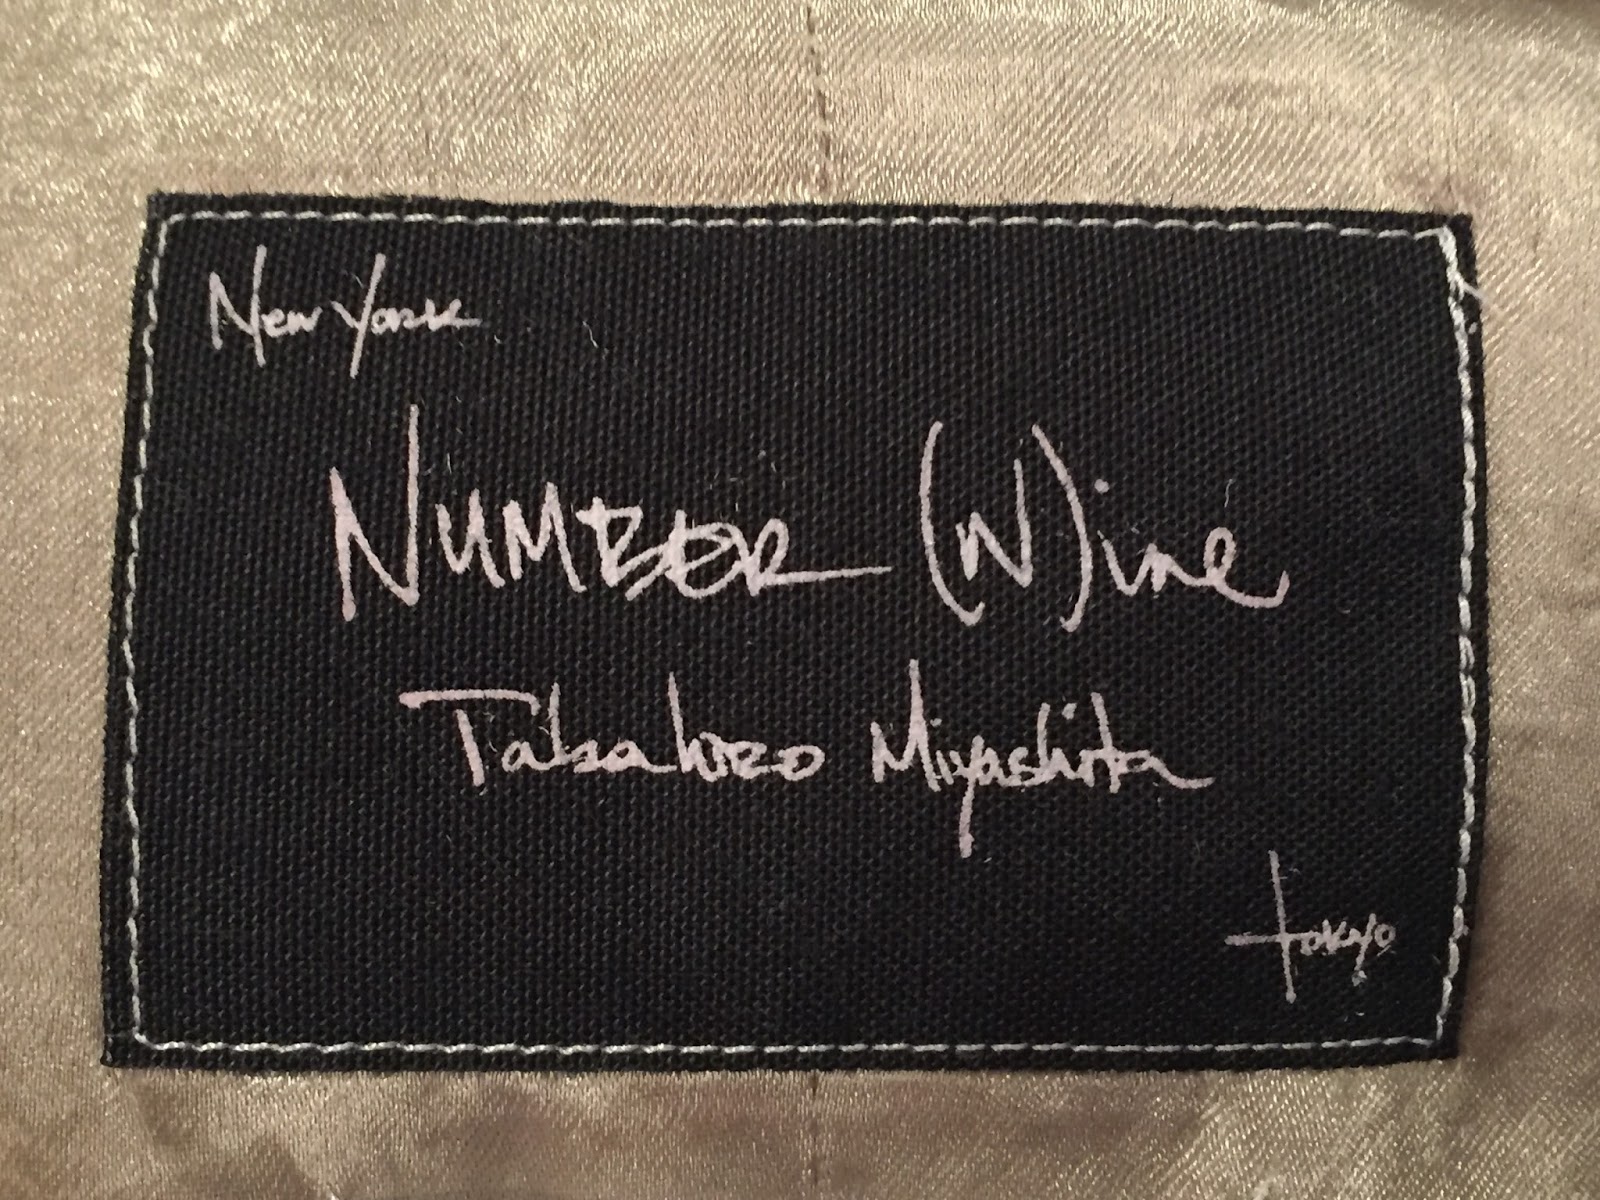 New York
NUMBER (N)ine
Takahiro Miyashita
tokyo